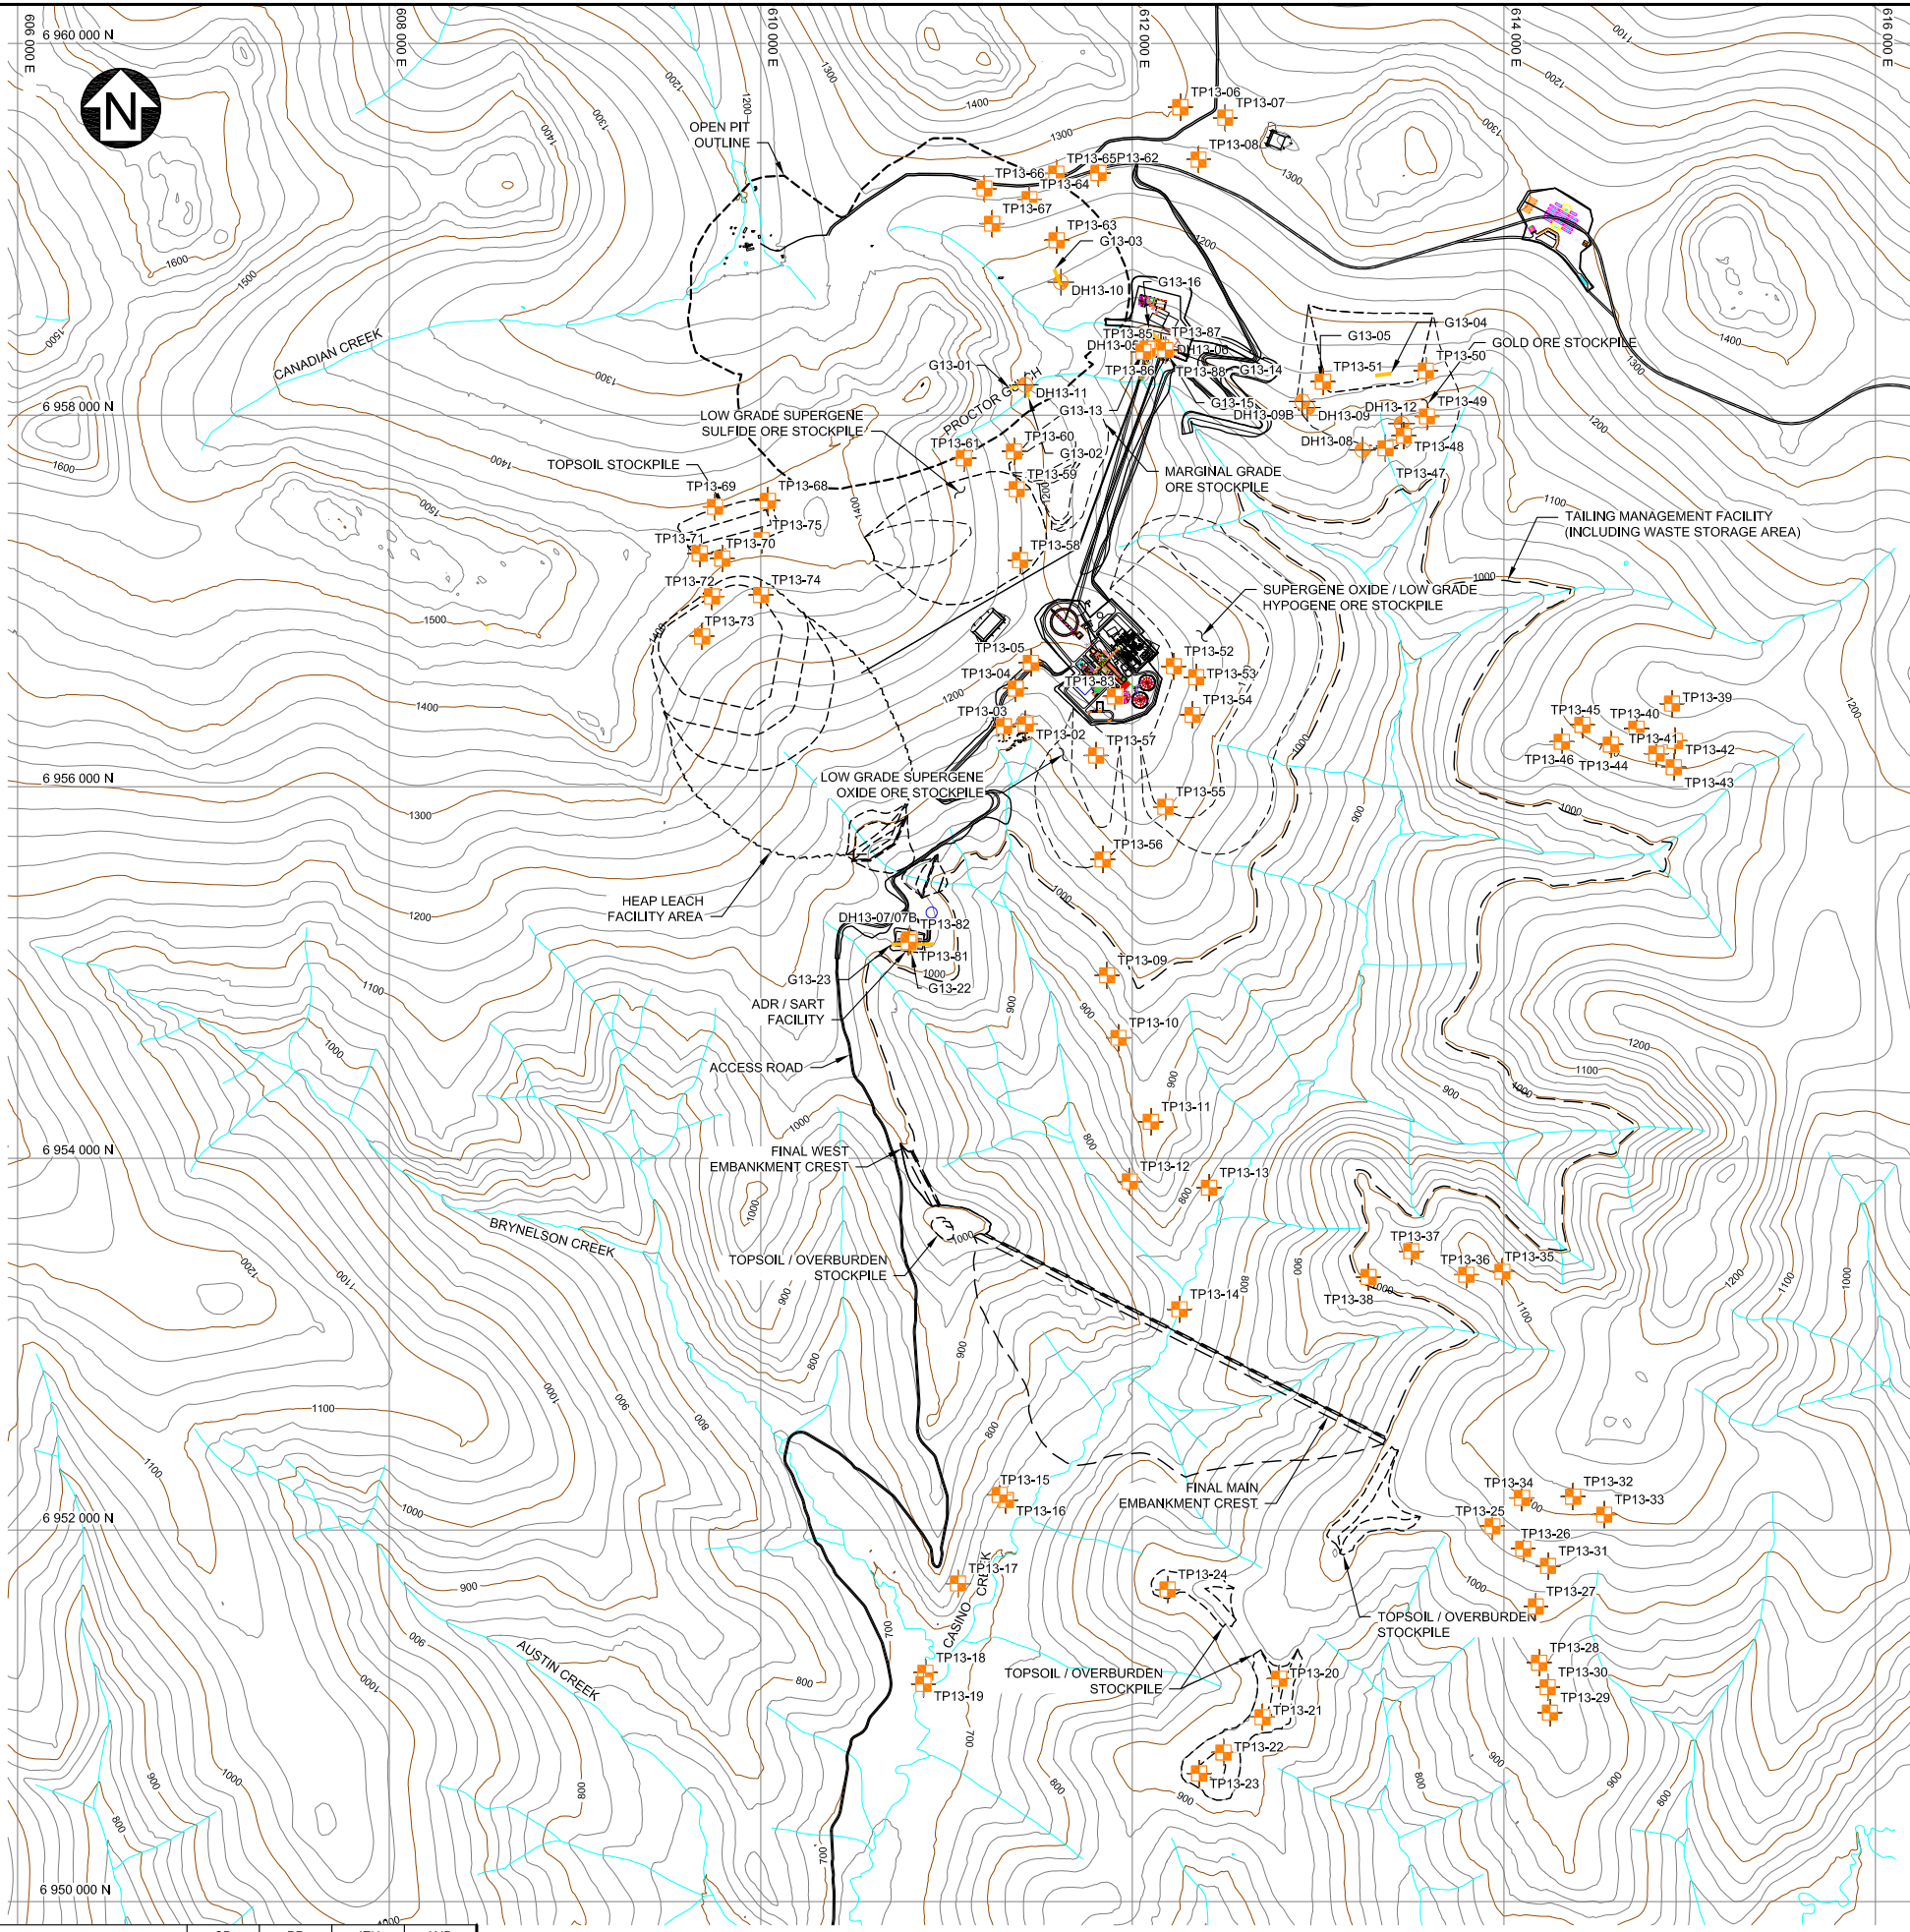 606 000 E
608 000 E
610 000 E
612 000 E
614 000 E
616 000 E
6 960 000 N
N
OPEN PIT
OUTLINE
TP13-06
TP13-07
TP13-08
TP13-65
P13-62
TP13-66
TP13-64
TP13-67
TP13-63
G13-03
DH13-10
G13-16
TP13-85
TP13-87
DH13-05
DH13-06
TP13-86
TP13-88
G13-14
G13-05
G13-04
TP13-51
TP13-50
GOLD ORE STOCKPILE
G13-01
PROCTOR GULCH
DH13-11
G13-13
G13-15
DH13-09B
DH13-09
DH13-12
TP13-49
DH13-08
TP13-48
TP13-47
CANADIAN CREEK
6 958 000 N
LOW GRADE SUPERGENE
SULFIDE ORE STOCKPILE
TP13-61
TP13-60
G13-02
TP13-59
MARGINAL GRADE
ORE STOCKPILE
TOPSOIL STOCKPILE
TP13-69
TP13-68
TP13-75
TP13-71
TP13-70
TP13-58
TAILING MANAGEMENT FACILITY
(INCLUDING WASTE STORAGE AREA)
TP13-72
TP13-74
TP13-73
SUPERGENE OXIDE / LOW GRADE
HYPOGENE ORE STOCKPILE
TP13-05
TP13-04
TP13-83
TP13-52
TP13-53
TP13-54
TP13-03
TP13-02
TP13-57
TP13-39
TP13-45
TP13-40
TP13-41
TP13-42
TP13-46
TP13-44
TP13-43
6 956 000 N
LOW GRADE SUPERGENE
OXIDE ORE STOCKPILE
TP13-55
TP13-56
HEAP LEACH
FACILITY AREA
DH13-07/07B
TP13-82
TP13-81
G13-23
G13-22
ADR / SART
FACILITY
TP13-09
TP13-10
ACCESS ROAD
TP13-11
6 954 000 N
FINAL WEST
EMBANKMENT CREST
TP13-12
TP13-13
BRYNELSON CREEK
TOPSOIL / OVERBURDEN
STOCKPILE
TP13-37
TP13-36
TP13-35
TP13-38
TP13-14
TP13-15
TP13-16
FINAL MAIN
EMBANKMENT CREST
TP13-34
TP13-32
TP13-33
TP13-25
TP13-26
TP13-31
6 952 000 N
TP13-17
CASINO CREEK
TP13-24
TP13-27
TOPSOIL / OVERBURDEN
STOCKPILE
AUSTIN CREEK
TP13-18
TP13-19
TOPSOIL / OVERBURDEN
STOCKPILE
TP13-20
TP13-21
TP13-22
TP13-23
TP13-28
TP13-30
TP13-29
6 950 000 N